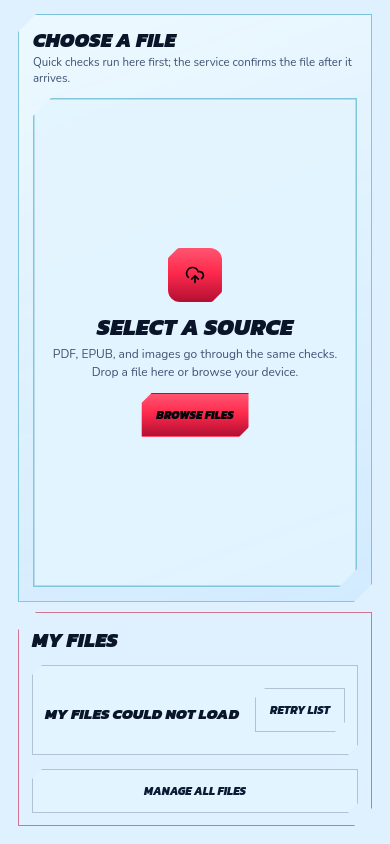 CHOOSE A FILE
Quick checks run here first; the service confirms the file after it
arrives.
SELECT A SOURCE
PDF, EPUB, and images go through the same checks.
Drop a file here or browse your device.
BROWSE FILES
MY FILES
MY FILES COULD NOT LOAD
RETRY LIST
MANAGE ALL FILES